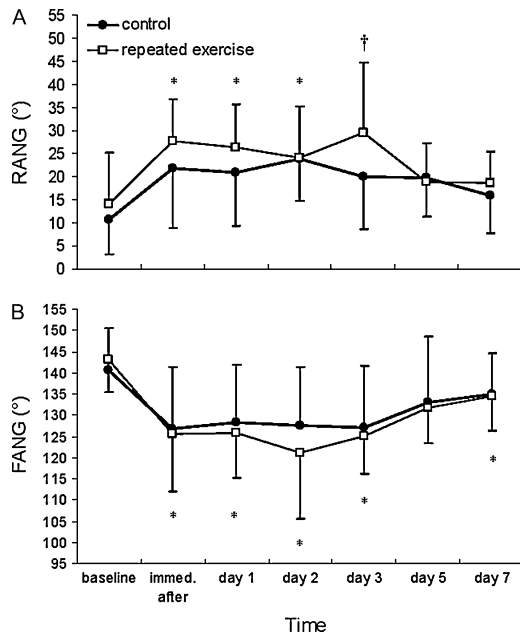 A
control
repeated exercise
RANG (°)
55
50
45
40
35
30
25
20
15
10
5
0
* * * †
B
FANG (°)
155
150
145
140
135
130
125
120
115
110
105
100
95
* * * * *
baseline immed. after day 1 day 2 day 3 day 5 day 7
Time